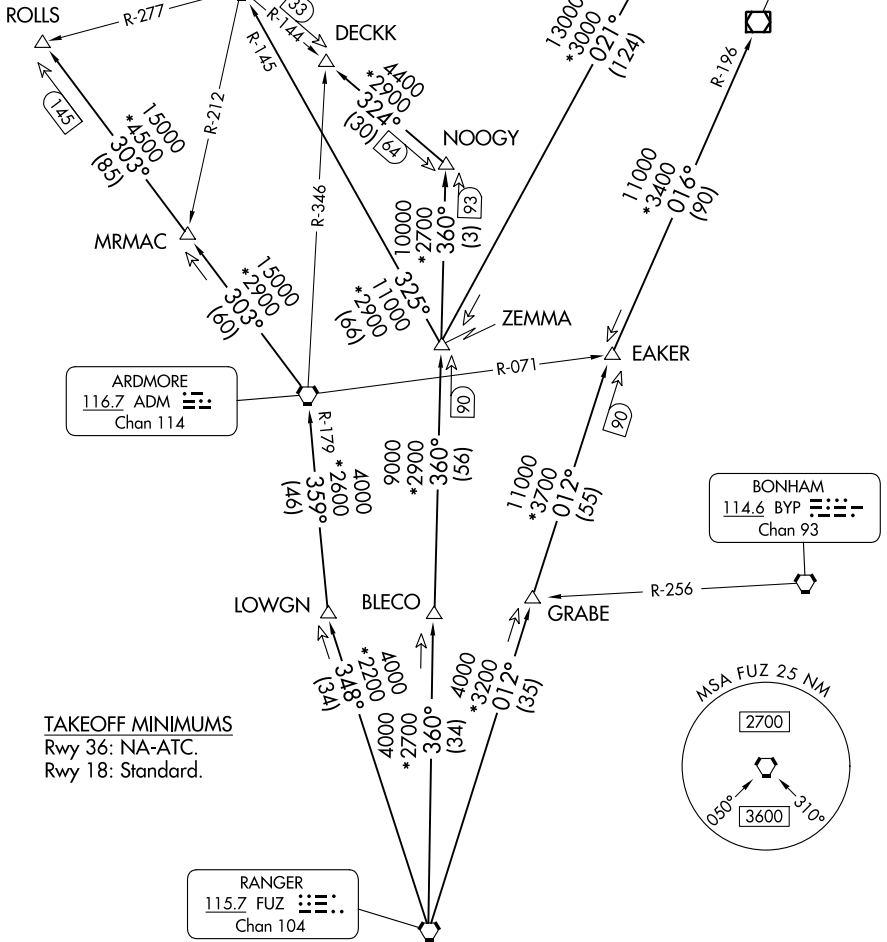 ROLLS
R-277
33
R-144
DECKK
13000
*3000
021°
(124)
R-145
R-196
145
15000
*4500
303°
(85)
R-212
4400
*2900
324°
(30)
64
NOOGY
11000
*3400
016°
(90)
R-346
93
10000
*2700
360°
(3)
MRMAC
15000
*2900
303°
(60)
325°
11000
*2900
(66)
ZEMMA
EAKER
R-071
ARDMORE
116.7 ADM
Chan 114
90
90
R-179
4000
*2600
359°
(46)
9000
*2900
360°
(56)
11000
*3700
012°
(55)
BONHAM
114.6 BYP
Chan 93
R-256
LOWGN
BLECO
GRABE
4000
*2200
348°
(34)
4000
*2700
360°
(34)
4000
*3200
012°
(35)
MSA FUZ 25 NM
2700
050°
310°
3600
TAKEOFF MINIMUMS
Rwy 36: NA-ATC.
Rwy 18: Standard.
RANGER
115.7 FUZ
Chan 104